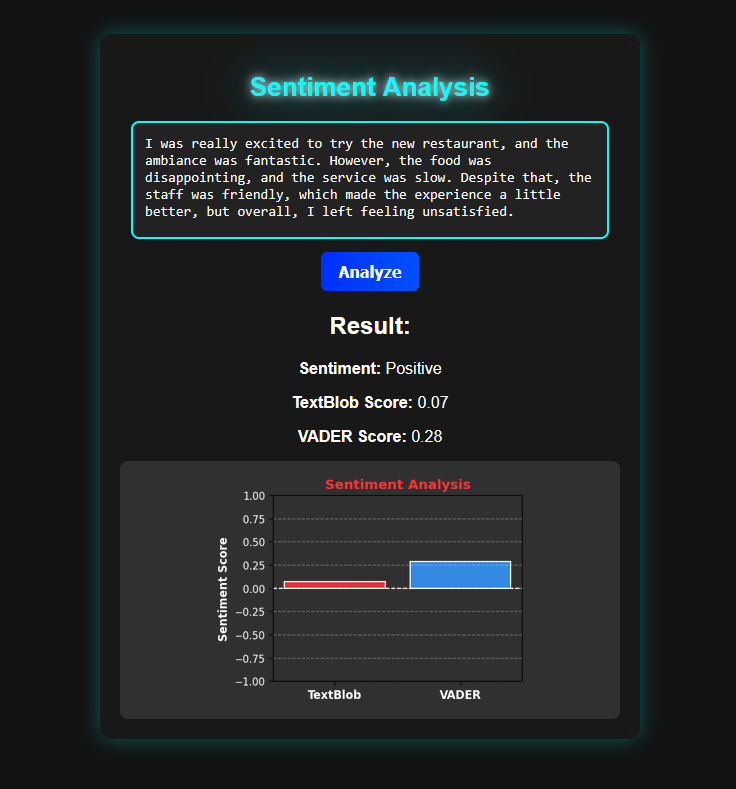 Sentiment Analysis
I was really excited to try the new restaurant, and the
ambiance was fantastic. However, the food was
disappointing, and the service was slow. Despite that, the
staff was friendly, which made the experience a little
better, but overall, I left feeling unsatisfied.
Analyze
Result:
Sentiment: Positive
TextBlob Score: 0.07
VADER Score: 0.28
Sentiment Analysis
1.00
0.75
0.50
0.25
0.00
−0.25
−0.50
−0.75
−1.00
Sentiment Score
TextBlob VADER